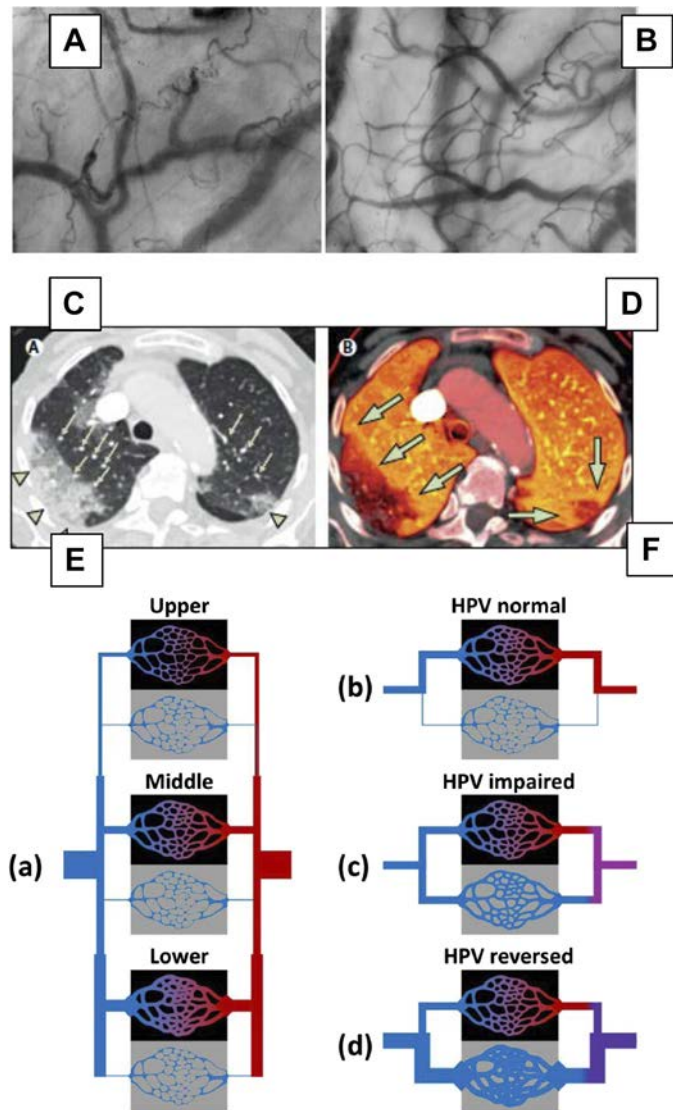 A
B
C
D
A
B
E
F
Upper
HPV normal
(b)
Middle
HPV impaired
(a)
(c)
Lower
HPV reversed
(d)